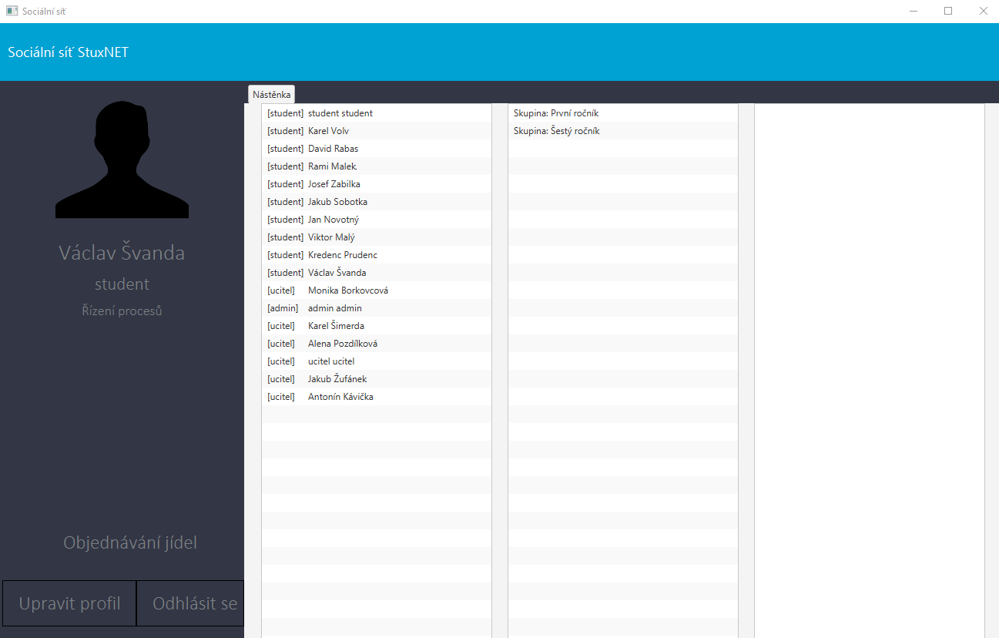 Sociální síť
Sociální síť StuxNET
Václav Švanda
student
Řízení procesů
Objednávání jídel
Upravit profil
Odhlásit se
Nástěnka
[student] student student
[student] Karel Volv
[student] David Rabas
[student] Rami Malek
[student] Josef Zabilka
[student] Jakub Sobotka
[student] Jan Novotný
[student] Viktor Malý
[student] Kredenc Prudenc
[student] Václav Švanda
[ucitel] Monika Borkovcová
[admin] admin admin
[ucitel] Karel Šimerda
[ucitel] Alena Pozdílková
[ucitel] ucitel ucitel
[ucitel] Jakub Žufánek
[ucitel] Antonín Kávička
Skupina: První ročník
Skupina: Šestý ročník